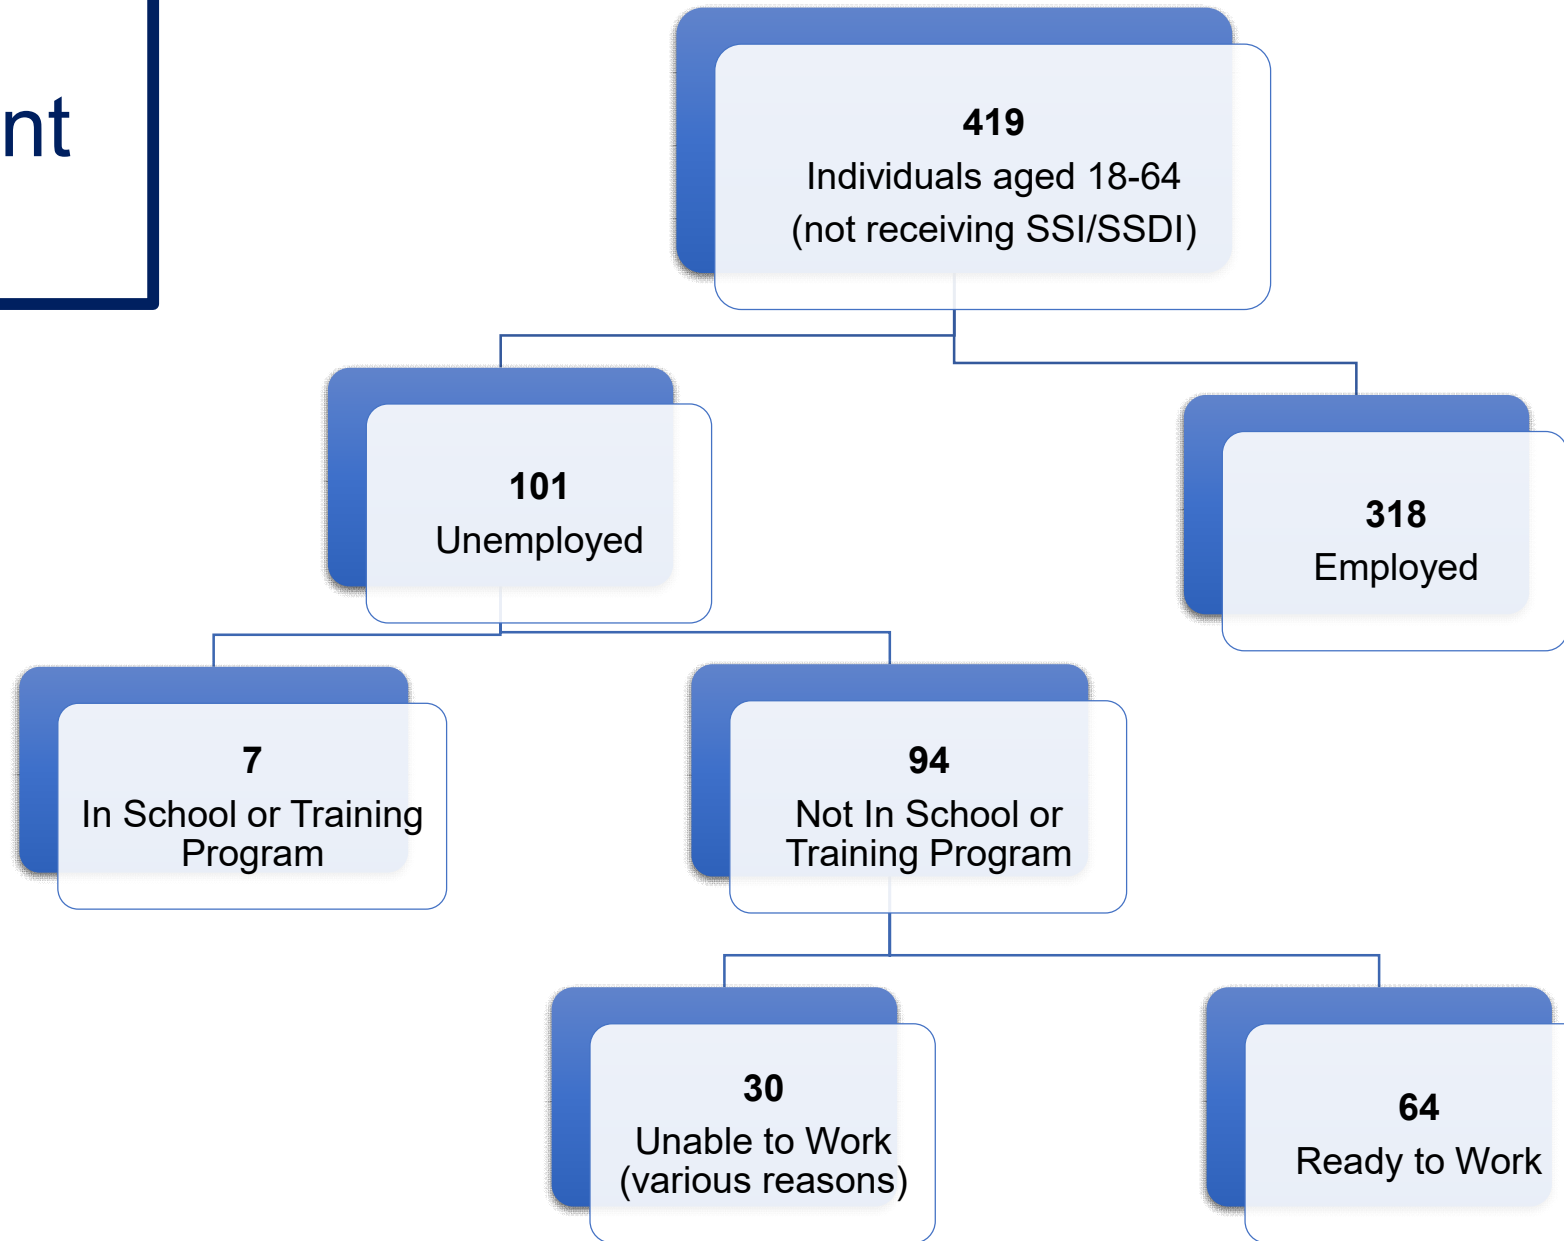 nt
419
Individuals aged 18-64
(not receiving SSI/SSDI)
101
Unemployed
318
Employed
7
In School or Training
Program
94
Not In School or
Training Program
30
Unable to Work
(various reasons)
64
Ready to Work